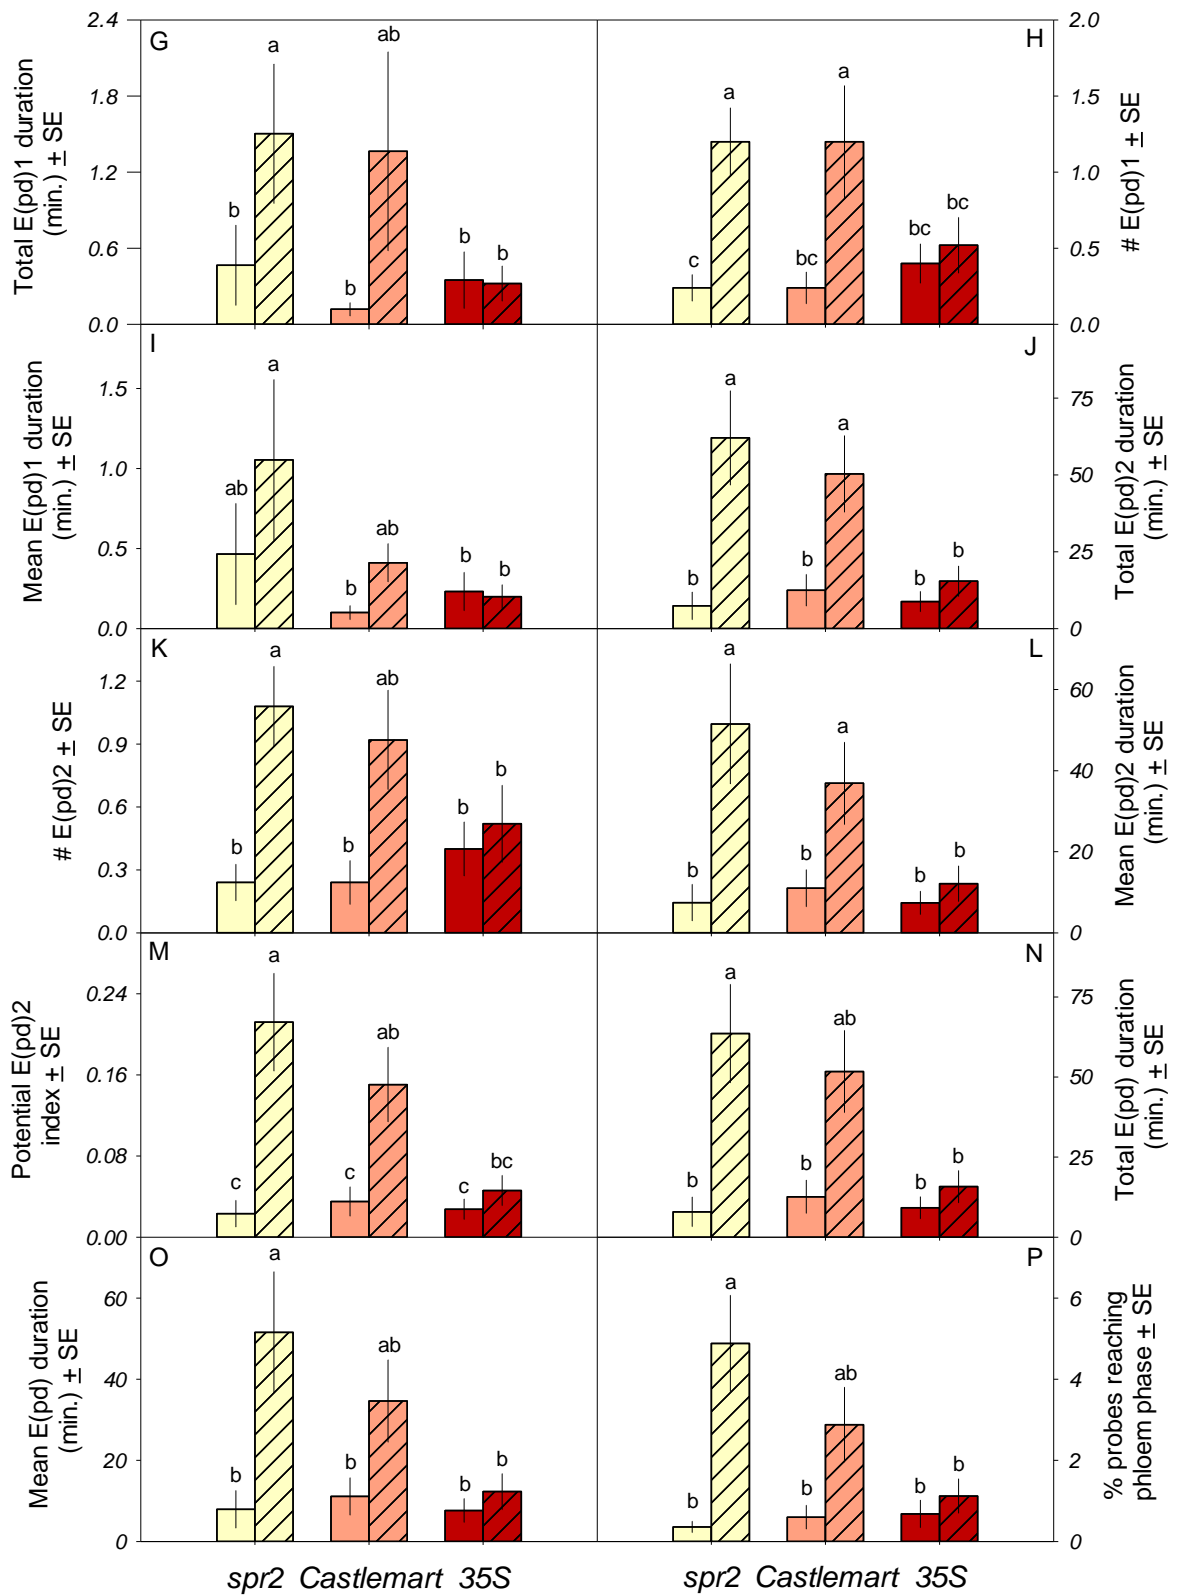 2.4
1.8
1.2
0.6
0.0
Total E(pd)1 duration
(min.) ± SE
G
b
a
b
ab
b
b
H
c
a
bc
a
bc
bc
2.0
1.5
1.0
0.5
0.0
# E(pd)1 ± SE
1.5
1.0
0.5
0.0
Mean E(pd)1 duration
(min.) ± SE
I
ab
a
b
ab
b
b
J
b
a
b
a
b
b
75
50
25
0
Total E(pd)2 duration
(min.) ± SE
1.2
0.9
0.6
0.3
0.0
# E(pd)2 ± SE
K
b
a
b
ab
b
b
L
b
a
b
a
b
b
60
40
20
0
Mean E(pd)2 duration
(min.) ± SE
0.24
0.16
0.08
0.00
Potential E(pd)2
index ± SE
M
c
a
c
ab
c
bc
N
b
a
b
ab
b
b
75
50
25
0
Total E(pd) duration
(min.) ± SE
60
40
20
0
Mean E(pd) duration
(min.) ± SE
O
b
a
b
ab
b
b
P
b
a
b
ab
b
b
6
4
2
0
% probes reaching
phloem phase ± SE
spr2 Castlemart 35S
spr2 Castlemart 35S